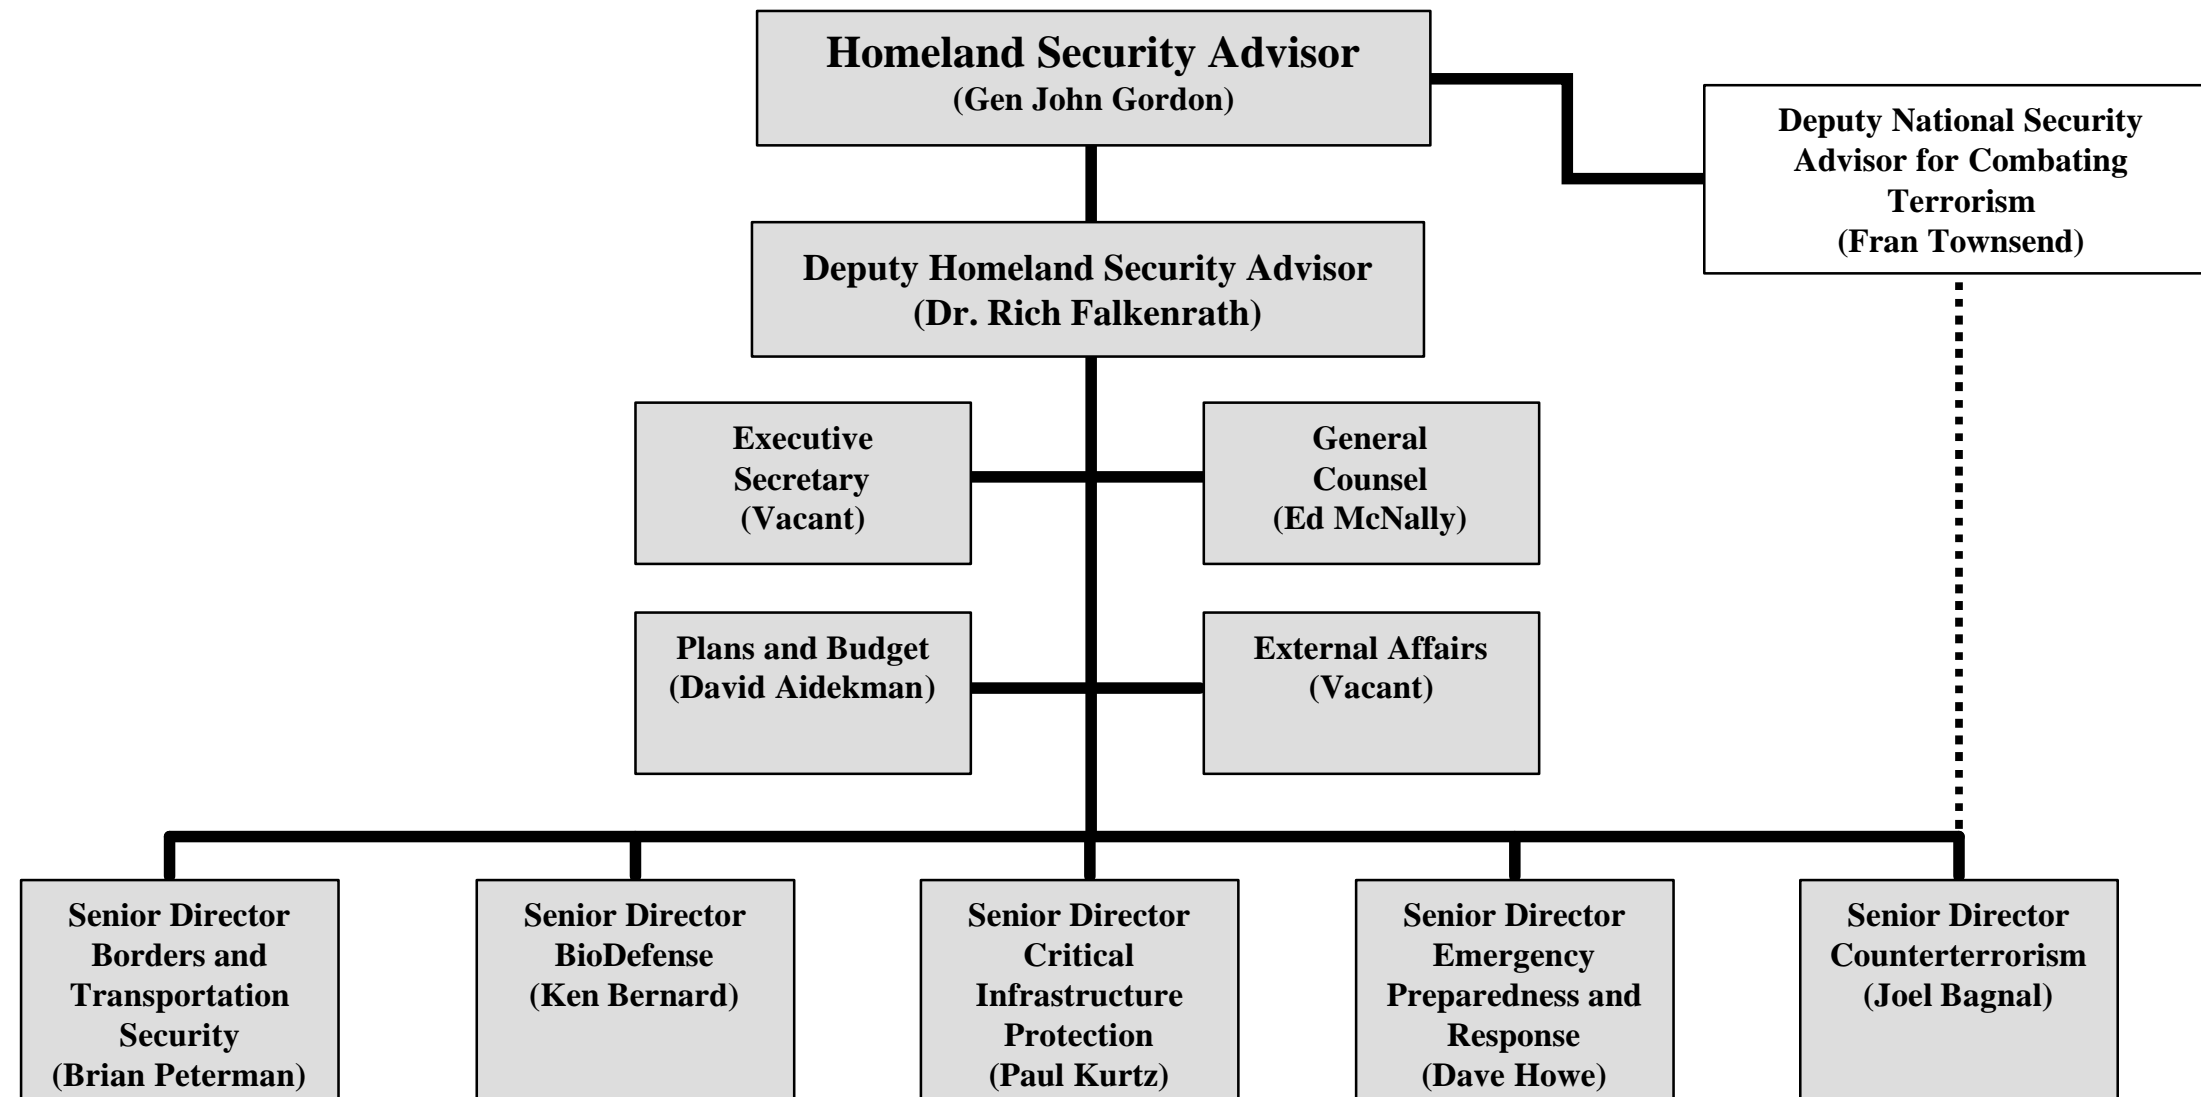 Homeland Security Advisor
(Gen John Gordon)
Deputy National Security
Advisor for Combating
Terrorism
(Fran Townsend)
Deputy Homeland Security Advisor
(Dr. Rich Falkenrath)
Executive
Secretary
(Vacant)
General
Counsel
(Ed McNally)
Plans and Budget
(David Aidekman)
External Affairs
(Vacant)
Senior Director
Borders and
Transportation
Security
(Brian Peterman)
Senior Director
BioDefense
(Ken Bernard)
Senior Director
Critical
Infrastructure
Protection
(Paul Kurtz)
Senior Director
Emergency
Preparedness and
Response
(Dave Howe)
Senior Director
Counterterrorism
(Joel Bagnal)